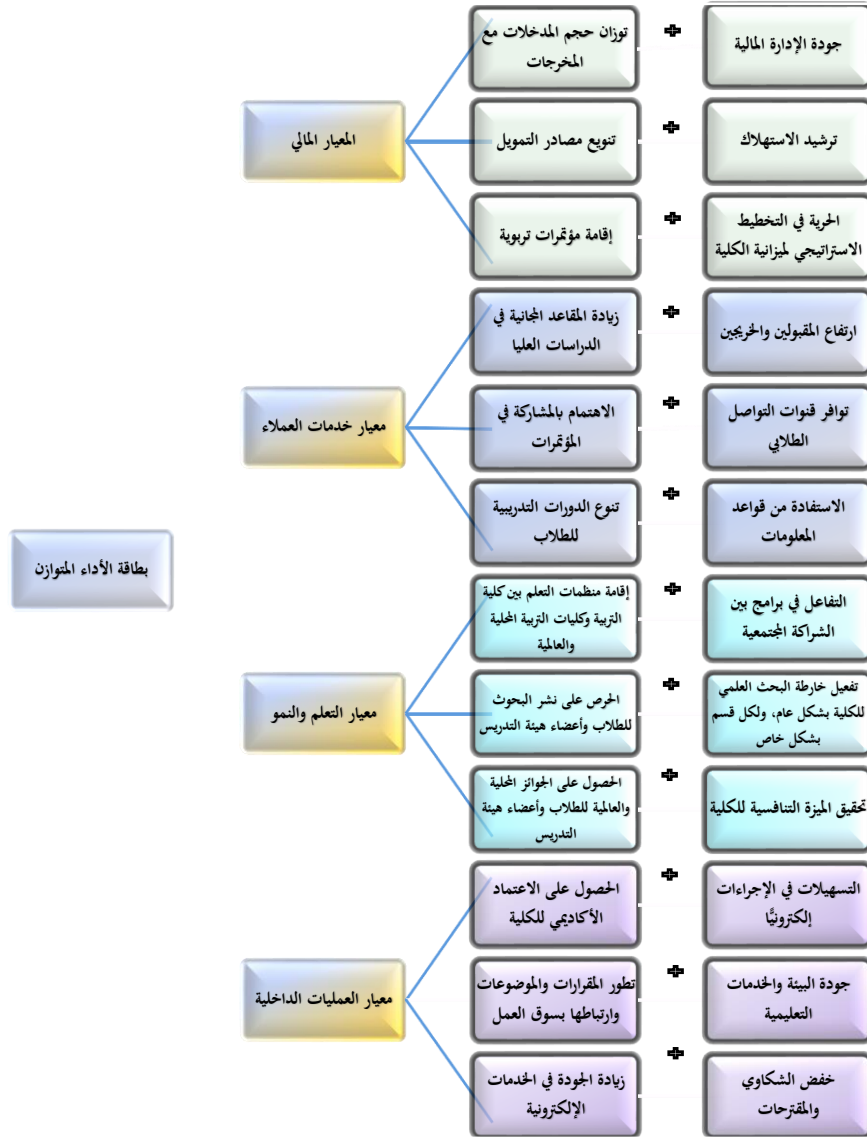 بطاقة الأداء المتوازن
المعيار المالي
توزان حجم المدخلات مع
المخرجات
+
جودة الإدارة المالية
تنويع مصادر التمويل
+
ترشيد الاستهلاك
إقامة مؤتمرات تربوية
+
الحرية في التخطيط
الاستراتيجي لميزانية الكلية
معيار خدمات العملاء
زيادة المقاعد المجانية في
الدراسات العليا
+
ارتفاع المقبولين والخريجين
الاهتمام بالمشاركة في
المؤتمرات
+
توافر قنوات التواصل
الطلابي
تنوع الدورات التدريبية
للطلاب
+
الاستفادة من قواعد
المعلومات
معيار التعلم والنمو
إقامة منظمات التعلم بين كلية
التربية وكليات التربية المحلية
والعالمية
+
التفاعل في برامج بين
الشراكة المجتمعية
الحرص على نشر البحوث
للطلاب وأعضاء هيئة التدريس
+
تفعيل خارطة البحث العلمي
للكلية بشكل عام، ولكل قسم
بشكل خاص
الحصول على الجوائز المحلية
والعالمية للطلاب وأعضاء هيئة
التدريس
+
تحقيق الميزة التنافسية للكلية
معيار العمليات الداخلية
الحصول على الاعتماد
الأكاديمي للكلية
+
التسهيلات في الإجراءات
إلكترونيًّا
تطور المقرارات والموضوعات
وارتباطها بسوق العمل
+
جودة البيئة والخدمات
التعليمية
زيادة الجودة في الخدمات
الإلكترونية
+
خفض الشكاوي
والمقترحات